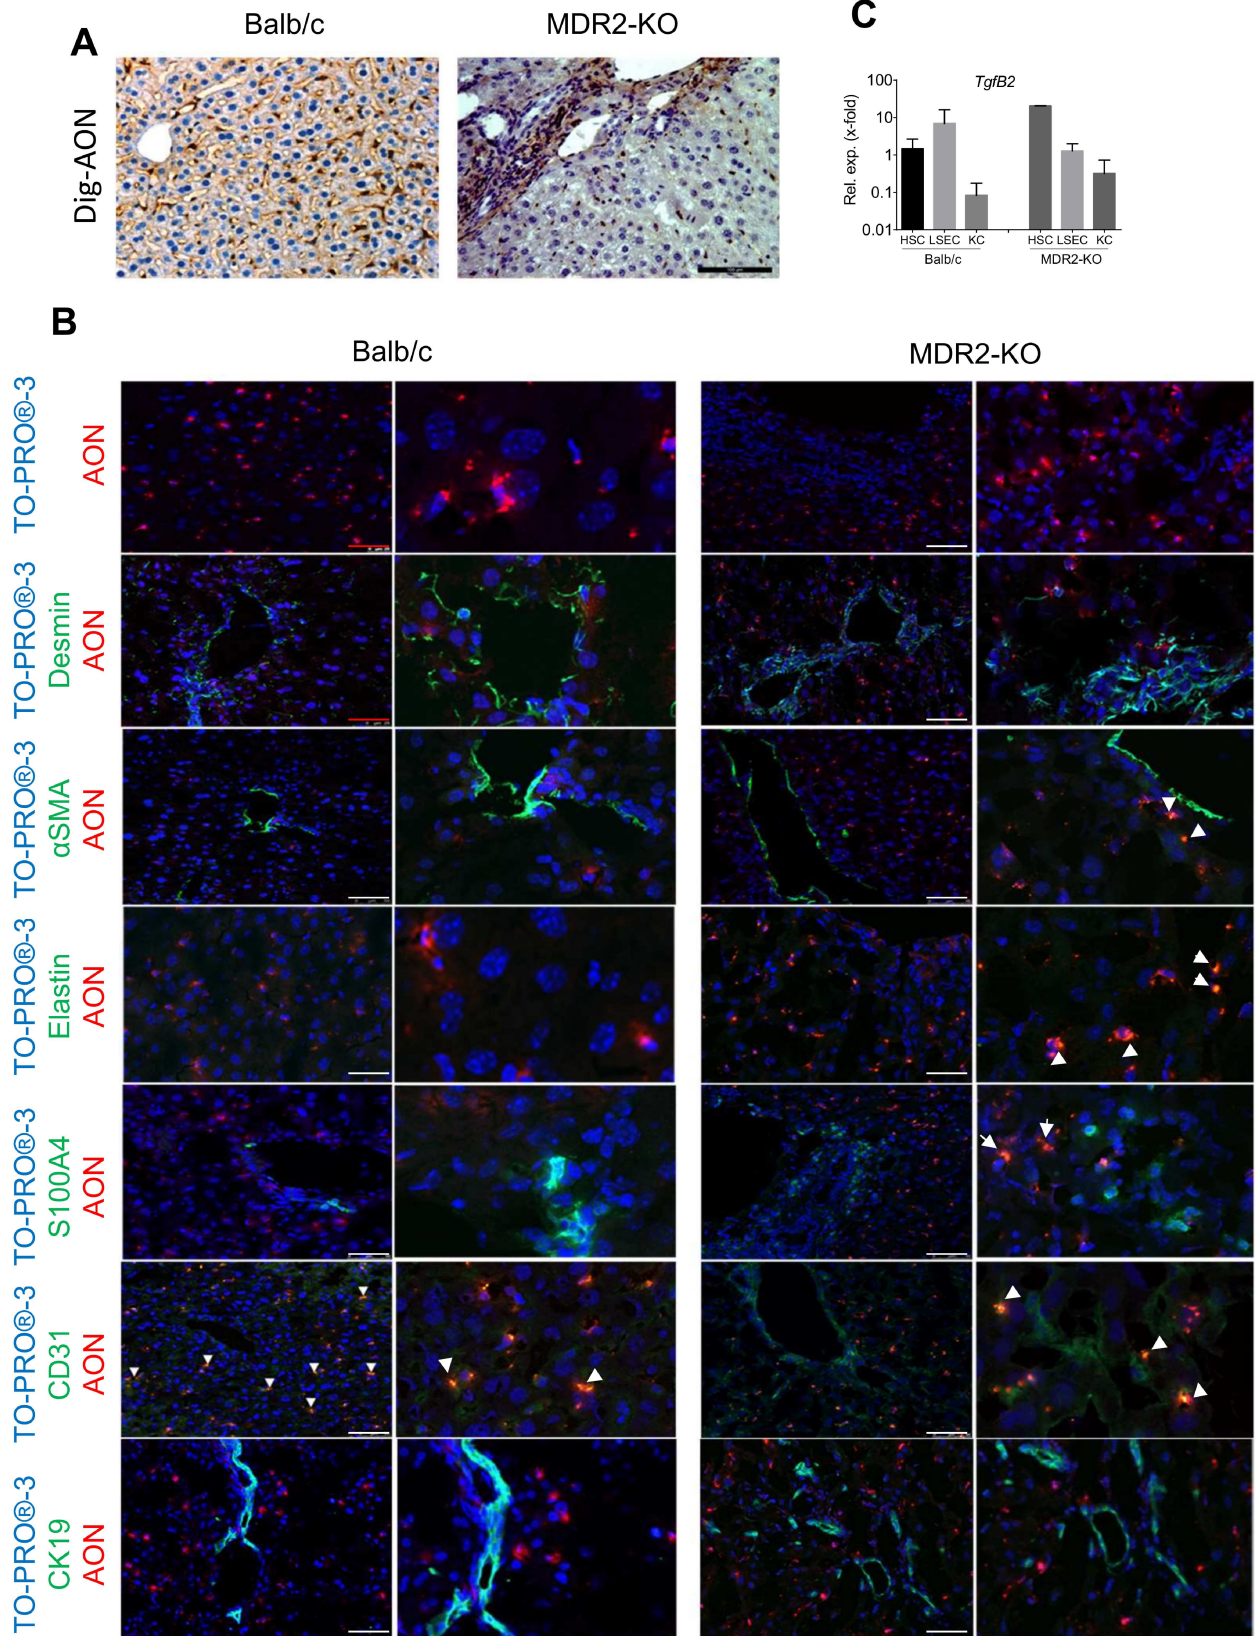 A
Balb/c
MDR2-KO
Dig-AON
C
TgfB2
Rel. exp. (x-fold)
100
10
1
0.1
0.01
HSC LSEC KC
HSC LSEC KC
Balb/c
MDR2-KO
B
Balb/c
MDR2-KO
TO-PRO®-3
AON
TO-PRO®-3
Desmin
AON
TO-PRO®-3
αSMA
AON
TO-PRO®-3
Elastin
AON
TO-PRO®-3
S100A4
AON
TO-PRO®-3
CD31
AON
TO-PRO®-3
CK19
AON